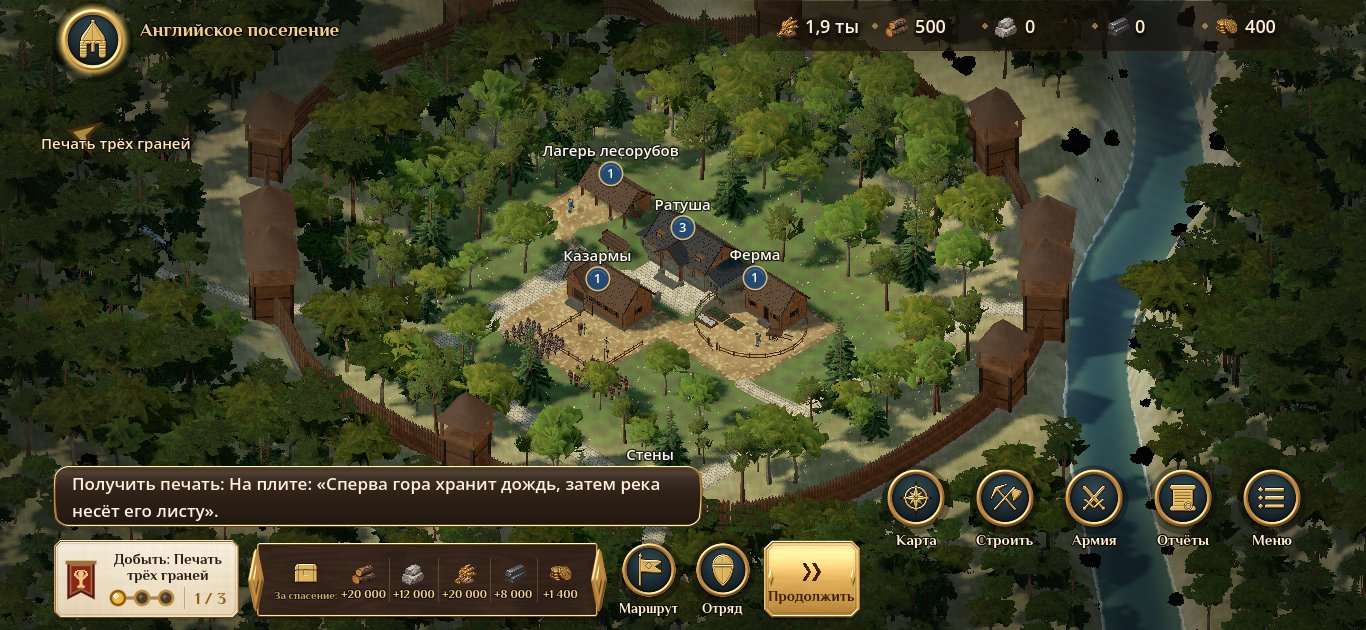 Английское поселение
1,9 ты
500
0
0
400
Печать трёх граней
Лагерь лесорубов
1
Ратуша
3
Казармы
1
Ферма
1
Стены
Получить печать: На плите: «Сперва гора хранит дождь, затем река
несёт его листу».
Карта
Строить
Армия
Отчёты
Меню
Добыть: Печать
трёх граней
1 / 3
За спасение:
+20 000
+12 000
+20 000
+8 000
+1 400
Маршрут
Отряд
Продолжить